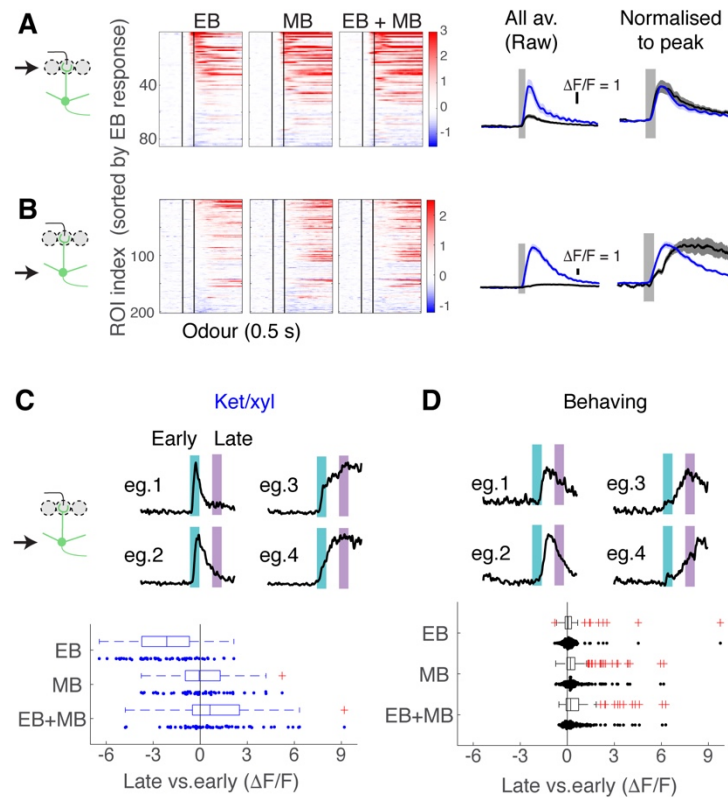 A
EB
MB
EB + MB
All av.
(Raw)
Normalised
to peak
ROI index (sorted by EB response)
40
80
3
2
1
0
-1
ΔF/F = 1
B
100
200
2
1
0
-1
ΔF/F = 1
Odour (0.5 s)
C
Ket/xyl
Early
Late
eg.1
eg.3
eg.2
eg.4
EB
MB
EB+MB
-6
-3
0
3
6
9
Late vs.early (ΔF/F)
D
Behaving
eg.1
eg.3
eg.2
eg.4
EB
MB
EB+MB
-6
-3
0
3
6
9
Late vs.early (ΔF/F)